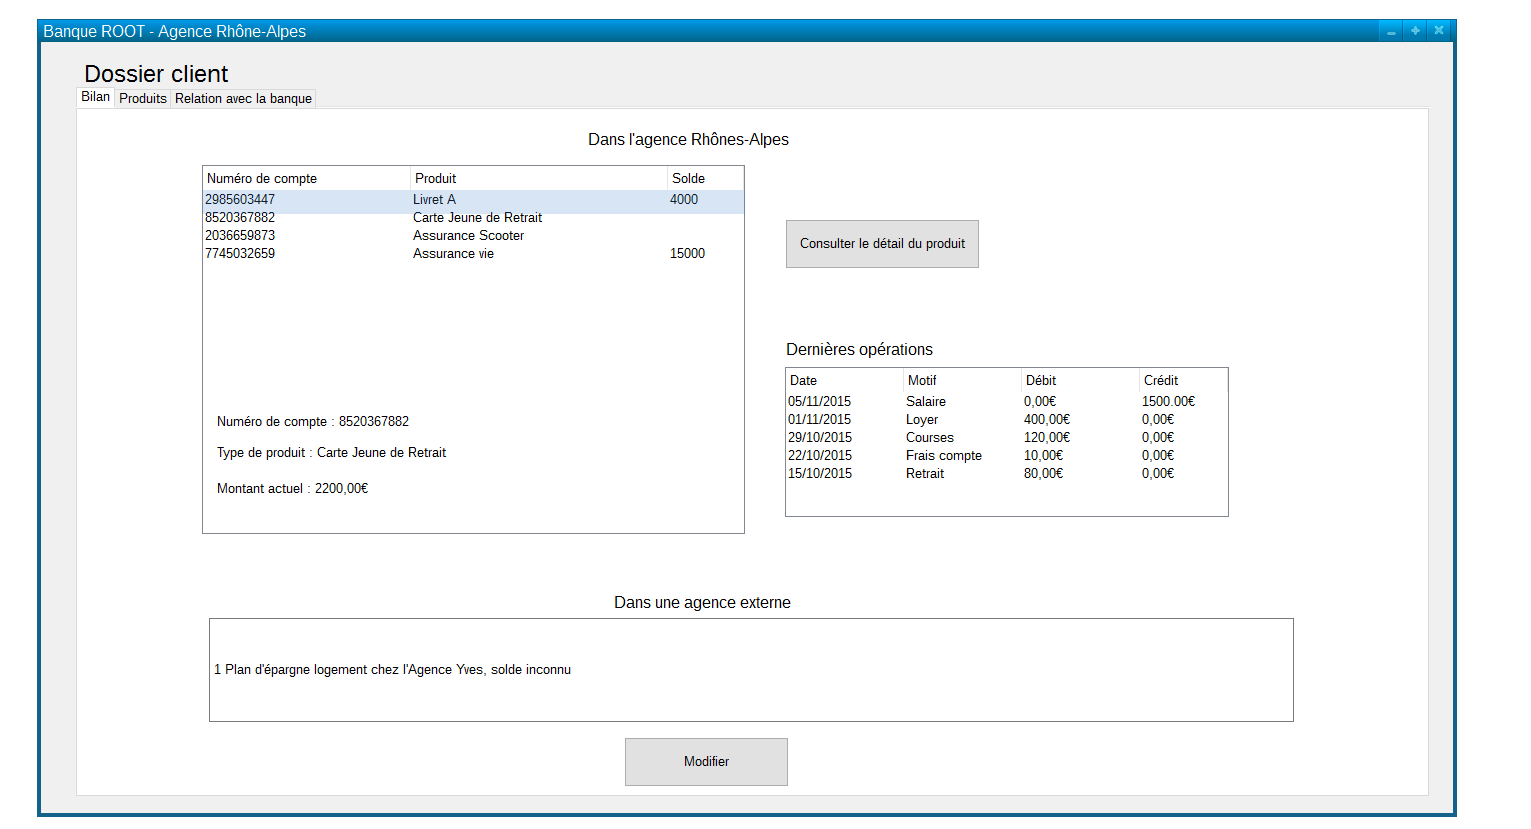 Banque ROOT - Agence Rhône-Alpes
Dossier client
Bilan Produits Relation avec la banque
Dans l'agence Rhônes-Alpes
Numéro de compte Produit Solde
2985603447 Livret A 4000
8520367882 Carte Jeune de Retrait
2036659873 Assurance Scooter
7745032659 Assurance vie 15000
Consulter le détail du produit
Numéro de compte : 8520367882
Type de produit : Carte Jeune de Retrait
Montant actuel : 2200,00€
Dernières opérations
Date Motif Débit Crédit
05/11/2015 Salaire 0,00€ 1500.00€
01/11/2015 Loyer 400,00€ 0,00€
29/10/2015 Courses 120,00€ 0,00€
22/10/2015 Frais compte 10,00€ 0,00€
15/10/2015 Retrait 80,00€ 0,00€
Dans une agence externe
1 Plan d'épargne logement chez l'Agence Yves, solde inconnu
Modifier